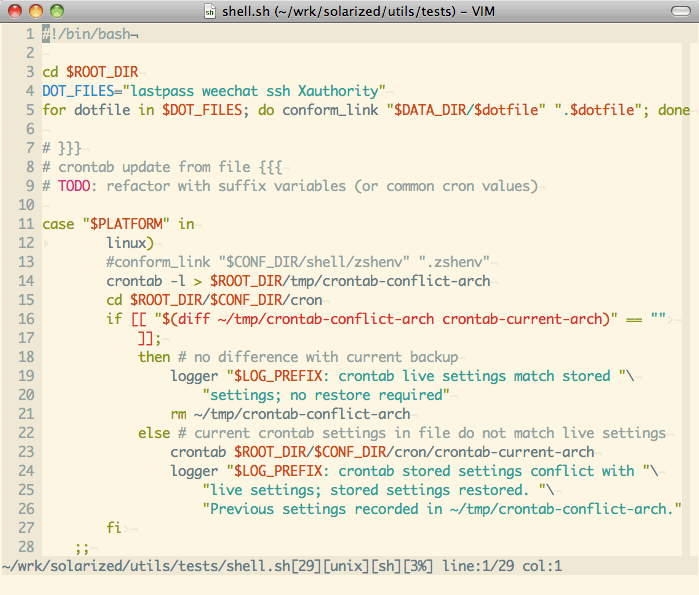 shell.sh (~/wrk/solarized/utils/tests) – VIM
1 #!/bin/bash¬
2 ¬
3 cd $ROOT_DIR¬
4 DOT_FILES="lastpass weechat ssh Xauthority"¬
5 for dotfile in $DOT_FILES; do conform_link "$DATA_DIR/$dotfile" ".$dotfile"; done
6 ¬
7 # }}}¬
8 # crontab update from file {{{¬
9 # TODO: refactor with suffix variables (or common cron values)¬
10 ¬
11 case "$PLATFORM" in¬
12 linux)¬
13 #conform_link "$CONF_DIR/shell/zshenv" ".zshenv"¬
14 crontab -l > $ROOT_DIR/tmp/crontab-conflict-arch¬
15 cd $ROOT_DIR/$CONF_DIR/cron¬
16 if [[ "$(diff ~/tmp/crontab-conflict-arch crontab-current-arch)" == ""¬
17 ]];¬
18 then # no difference with current backup¬
19 logger "$LOG_PREFIX: crontab live settings match stored "\¬
20 "settings; no restore required"¬
21 rm ~/tmp/crontab-conflict-arch¬
22 else # current crontab settings in file do not match live settings¬
23 crontab $ROOT_DIR/$CONF_DIR/cron/crontab-current-arch¬
24 logger "$LOG_PREFIX: crontab stored settings conflict with "\¬
25 "live settings; stored settings restored. "\¬
26 "Previous settings recorded in ~/tmp/crontab-conflict-arch."¬
27 fi¬
28 ;;¬
~/wrk/solarized/utils/tests/shell.sh[29][unix][sh][3%] line:1/29 col:1